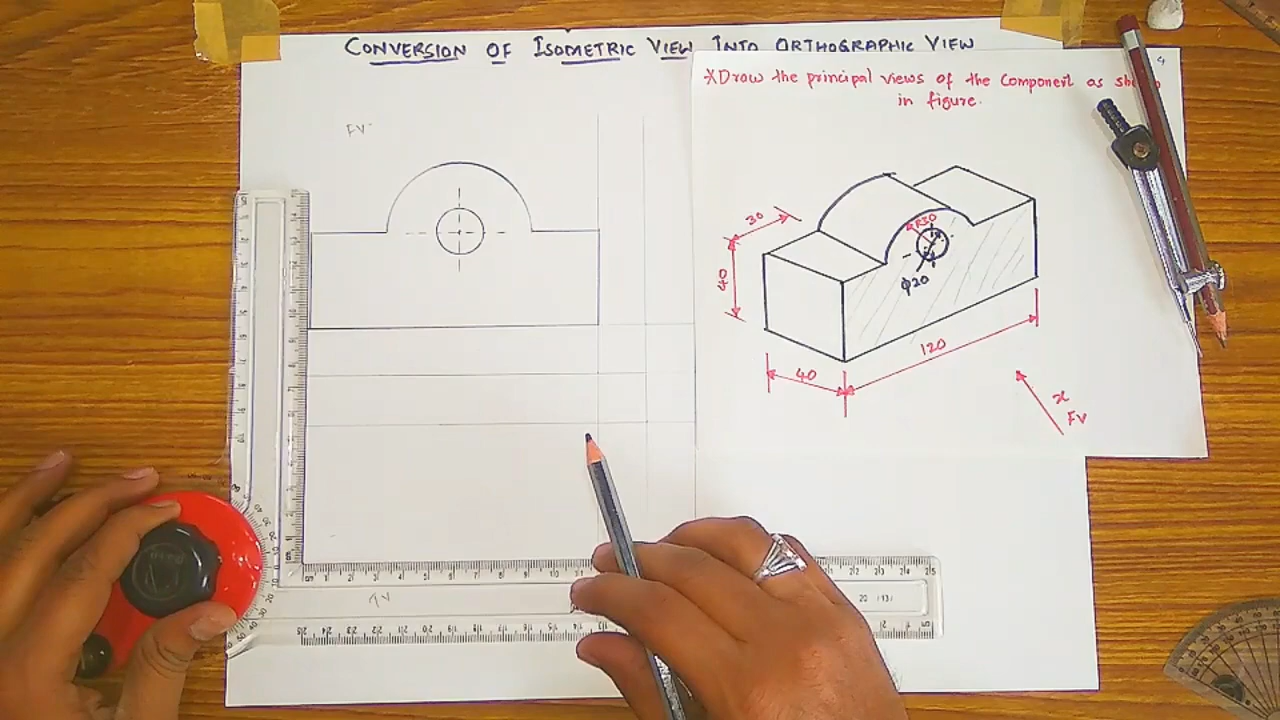 CONVERSION OF ISOMETRIC VIEW INTO ORTHOGRAPHIC VIEW
*Draw the principal views of the Component as
in figure.
FV
30
R30
40
φ20
120
40
x
FV
TV